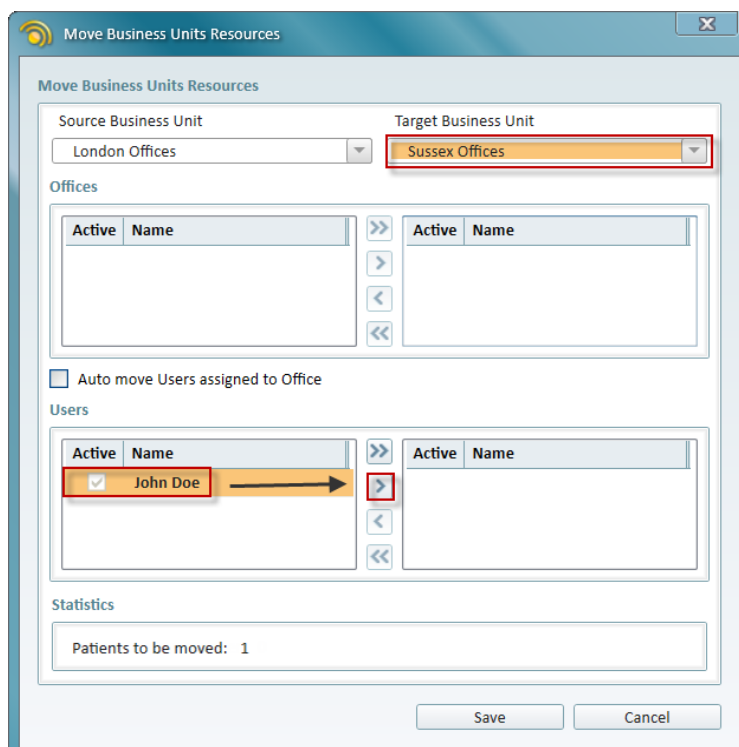 Move Business Units Resources
Move Business Units Resources
Source Business Unit Target Business Unit
London Offices Sussex Offices
Offices
Active Name Active Name
Auto move Users assigned to Office
Users
Active Name Active Name
John Doe
Statistics
Patients to be moved: 1
Save Cancel